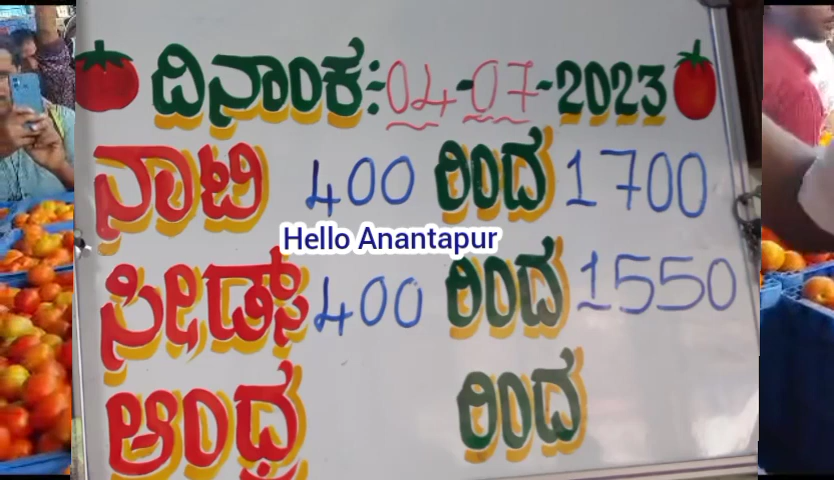 ದಿನಾಂಕ:-04-07-2023
ನಾಟಿ 400 ರಿಂದ 1700
Hello Anantapur
ಸೀಡ್ಸ್ 400 ರಿಂದ 1550
ಆಂಧ್ರ ರಿಂದ